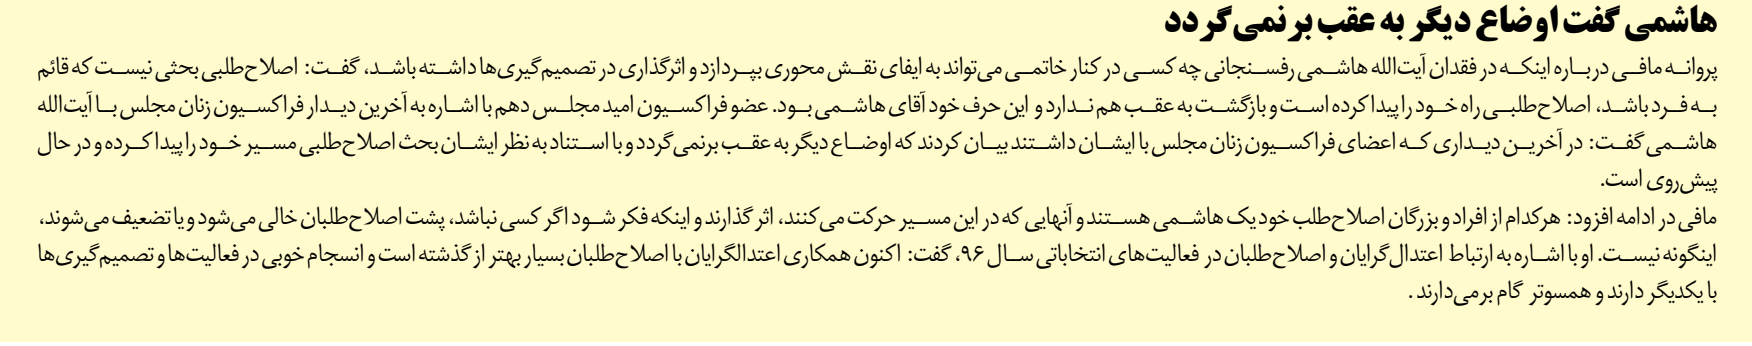 هاشمی گفت اوضاع دیگر به عقب برنمی‌گردد
پروانه مافی درباره اینکه در فقدان آیت‌الله هاشمی رفسنجانی چه کسی در کنار خاتمی می‌تواند به ایفای نقش محوری بپردازد و اثرگذاری در تصمیم‌گیری‌ها داشته باشد، گفت: اصلاح‌طلبی بحثی نیست که قائم
به فرد باشد، اصلاح‌طلبی راه خود را پیدا کرده است و بازگشت به عقب هم ندارد و این حرف خود آقای هاشمی بود. عضو فراکسیون امید مجلس دهم با اشاره به آخرین دیدار فراکسیون زنان مجلس با آیت‌الله
هاشمی گفت: در آخرین دیداری که اعضای فراکسیون زنان مجلس با ایشان داشتند بیان کردند که اوضاع دیگر به عقب برنمی‌گردد و با استناد به نظر ایشان بحث اصلاح‌طلبی مسیر خود را پیدا کرده و در حال
پیش‌روی است.
مافی در ادامه افزود: هرکدام از افراد و بزرگان اصلاح‌طلب خود یک هاشمی هستند و آنهایی که در این مسیر حرکت می‌کنند، اثر گذارند و اینکه فکر شود اگر کسی نباشد، پشت اصلاح‌طلبان خالی می‌شود و یا تضعیف می‌شوند،
اینگونه نیست. او با اشاره به ارتباط اعتدال‌گرایان و اصلاح‌طلبان در فعالیت‌های انتخاباتی سال ۹۶، گفت: اکنون همکاری اعتدالگرایان با اصلاح‌طلبان بسیار بهتر از گذشته است و انسجام خوبی در فعالیت‌ها و تصمیم‌گیری‌ها
با یکدیگر دارند و همسوتر گام برمی‌دارند.